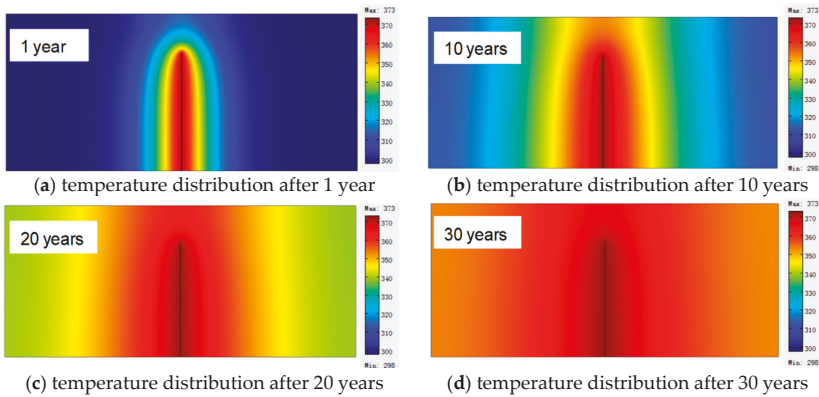 Max: 373
370
360
350
340
330
320
310
300
1 year
(a) temperature distribution after 1 year
Max: 373
370
360
350
340
330
320
310
300
Min: 298
10 years
(b) temperature distribution after 10 years
Max: 373
370
360
350
340
330
320
310
300
Min: 298
20 years
(c) temperature distribution after 20 years
Max: 373
370
360
350
340
330
320
310
300
Min: 298
30 years
(d) temperature distribution after 30 years